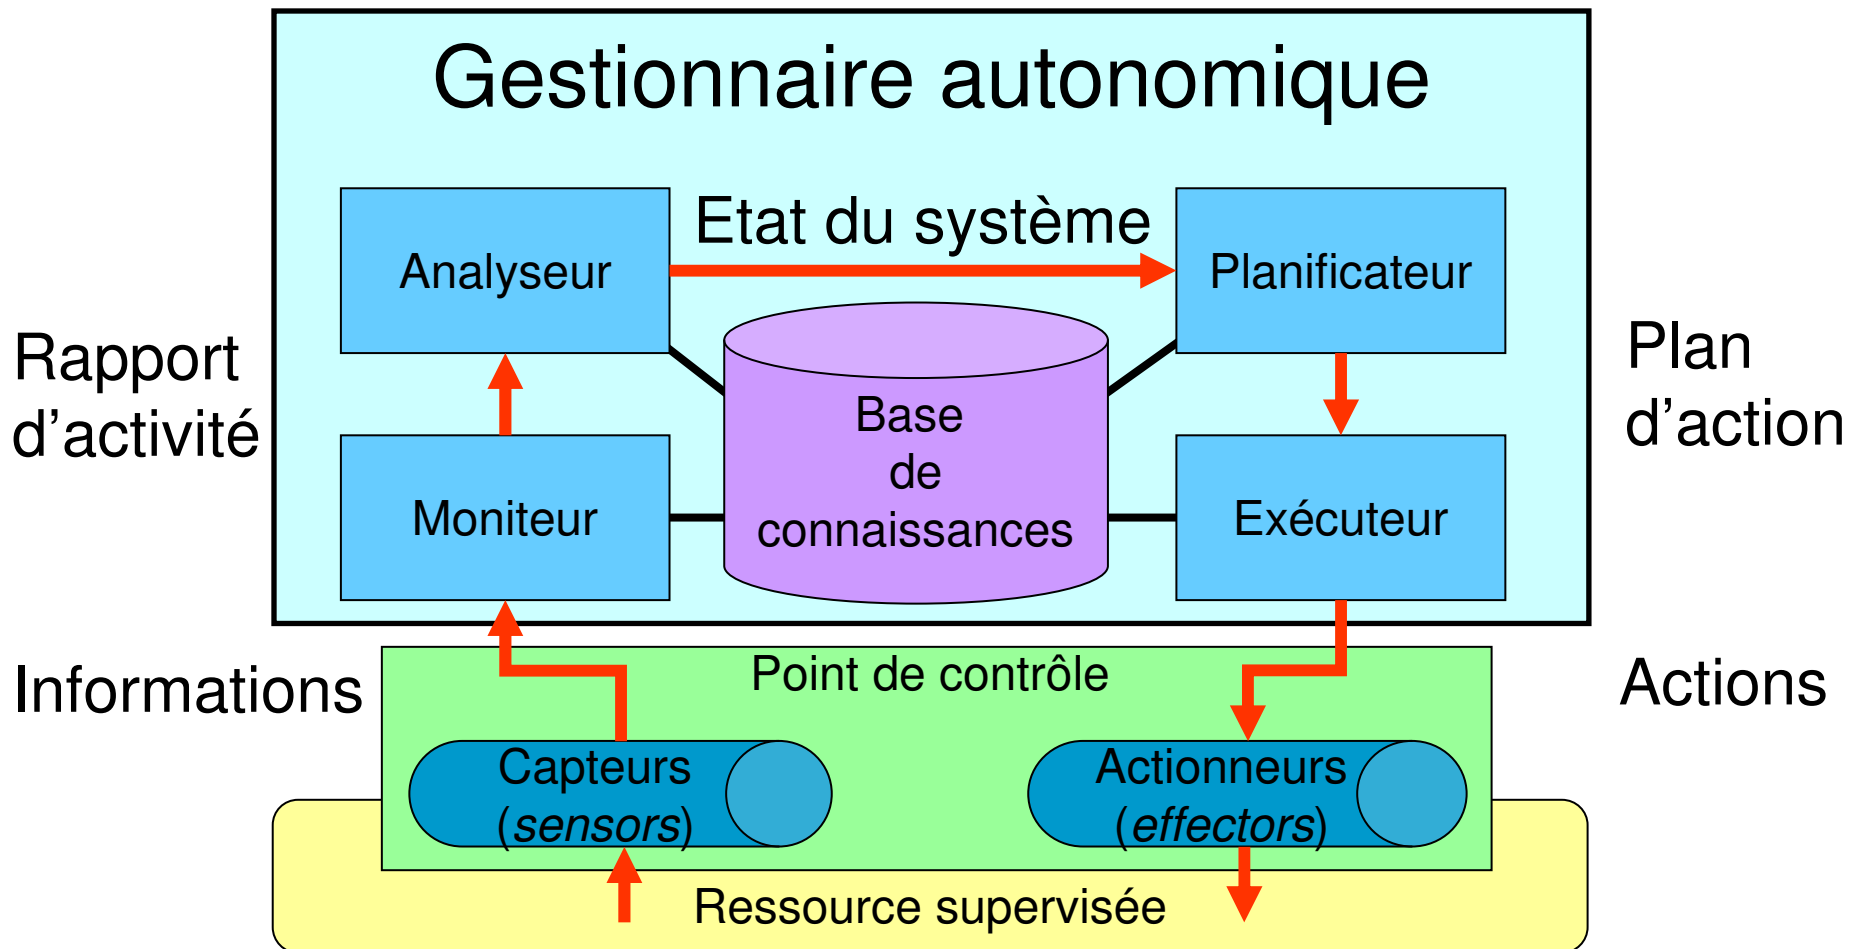 Gestionnaire autonomique
Etat du système
Analyseur
Planificateur
Rapport
d’activité
Plan
d’action
Base
de
connaissances
Moniteur
Exécuteur
Informations
Point de contrôle
Actions
Capteurs
(sensors)
Actionneurs
(effectors)
Ressource supervisée